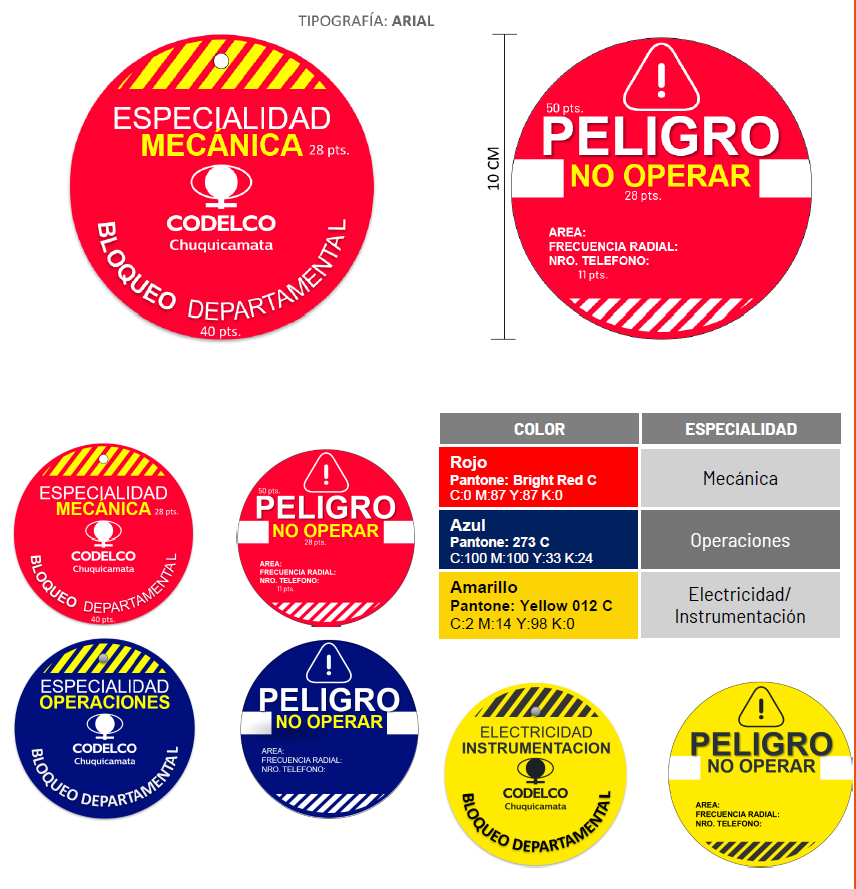 TIPOGRAFÍA: ARIAL
ESPECIALIDAD
MECÁNICA 28 pts.
CODELCO
Chuquicamata
BLOQUEO DEPARTAMENTAL
40 pts.
10 CM
50 pts.
PELIGRO
NO OPERAR
28 pts.
AREA:
FRECUENCIA RADIAL:
NRO. TELEFONO:
11 pts.
ESPECIALIDAD
MECÁNICA 28 pts.
CODELCO
Chuquicamata
BLOQUEO DEPARTAMENTAL
40 pts.
50 pts.
PELIGRO
NO OPERAR
28 pts.
AREA:
FRECUENCIA RADIAL:
NRO. TELEFONO:
11 pts.
COLOR ESPECIALIDAD
Rojo
Pantone: Bright Red C
C:0 M:87 Y:87 K:0
Mecánica
Azul
Pantone: 273 C
C:100 M:100 Y:33 K:24
Operaciones
Amarillo
Pantone: Yellow 012 C
C:2 M:14 Y:98 K:0
Electricidad/
Instrumentación
ESPECIALIDAD
OPERACIONES
CODELCO
Chuquicamata
BLOQUEO DEPARTAMENTAL
PELIGRO
NO OPERAR
AREA:
FRECUENCIA RADIAL:
NRO. TELEFONO:
ELECTRICIDAD
INSTRUMENTACION
CODELCO
Chuquicamata
BLOQUEO DEPARTAMENTAL
PELIGRO
NO OPERAR
AREA:
FRECUENCIA RADIAL:
NRO. TELEFONO: